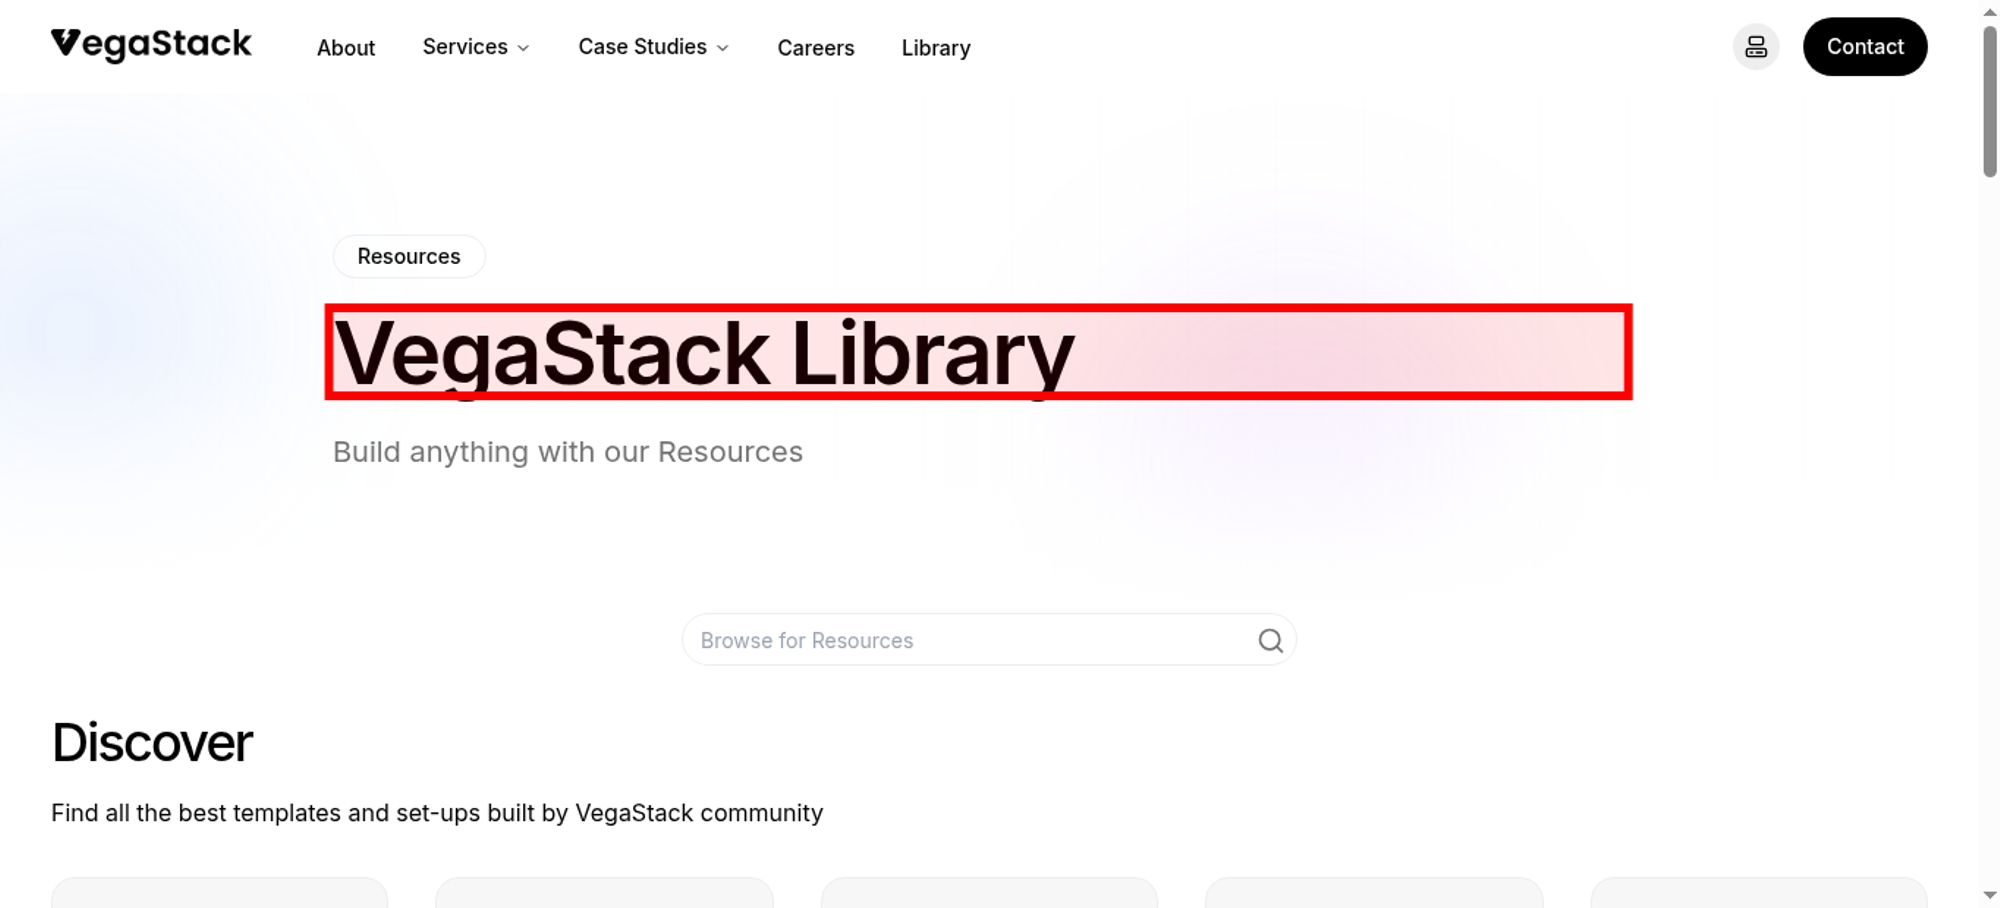 VegaStack
About
Services
Case Studies
Careers
Library
Contact
Resources
VegaStack Library
Build anything with our Resources
Browse for Resources
Discover
Find all the best templates and set-ups built by VegaStack community